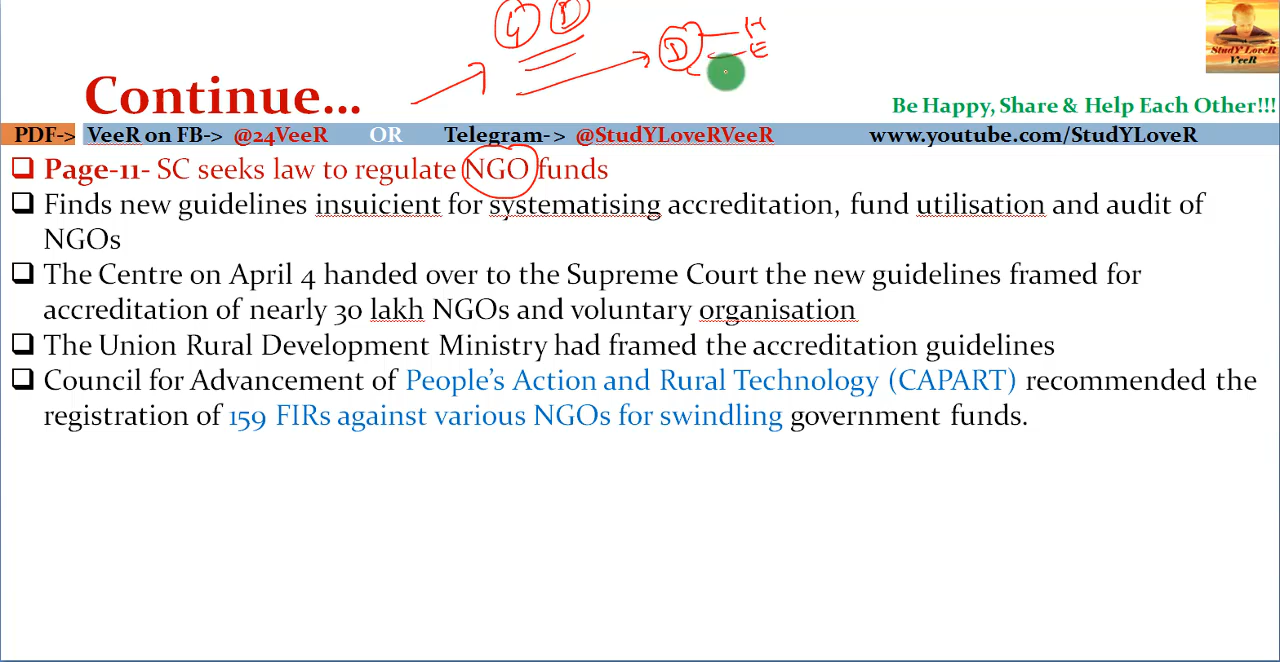 G D
D H
E
StudY LoveR
VeeR
Continue...
Be Happy, Share & Help Each Other!!!
PDF-> VeeR on FB-> @24VeeR OR Telegram-> @StudYLoveRVeeR www.youtube.com/StudYLoveR
Page-11- SC seeks law to regulate NGO funds
Finds new guidelines insuicient for systematising accreditation, fund utilisation and audit of
NGOs
The Centre on April 4 handed over to the Supreme Court the new guidelines framed for
accreditation of nearly 30 lakh NGOs and voluntary organisation
The Union Rural Development Ministry had framed the accreditation guidelines
Council for Advancement of People's Action and Rural Technology (CAPART) recommended the
registration of 159 FIRs against various NGOs for swindling government funds.